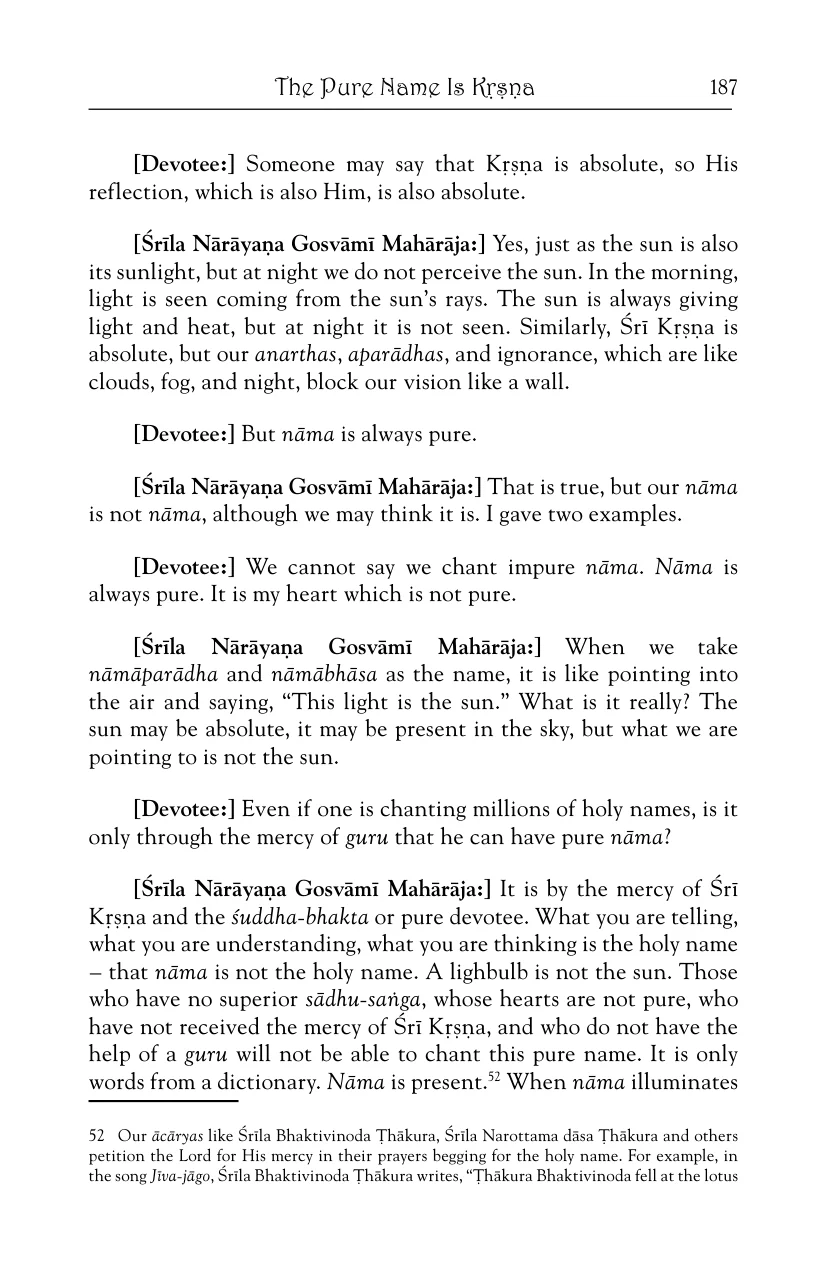 The Pure Name Is Kṛṣṇa 187
[Devotee:] Someone may say that Kṛṣṇa is absolute, so His
reflection, which is also Him, is also absolute.
[Śrīla Nārāyaṇa Gosvāmī Mahārāja:] Yes, just as the sun is also
its sunlight, but at night we do not perceive the sun. In the morning,
light is seen coming from the sun’s rays. The sun is always giving
light and heat, but at night it is not seen. Similarly, Śrī Kṛṣṇa is
absolute, but our anarthas, aparādhas, and ignorance, which are like
clouds, fog, and night, block our vision like a wall.
[Devotee:] But nāma is always pure.
[Śrīla Nārāyaṇa Gosvāmī Mahārāja:] That is true, but our nāma
is not nāma, although we may think it is. I gave two examples.
[Devotee:] We cannot say we chant impure nāma. Nāma is
always pure. It is my heart which is not pure.
[Śrīla Nārāyaṇa Gosvāmī Mahārāja:] When we take
nāmāparādha and nāmābhāsa as the name, it is like pointing into
the air and saying, “This light is the sun.” What is it really? The
sun may be absolute, it may be present in the sky, but what we are
pointing to is not the sun.
[Devotee:] Even if one is chanting millions of holy names, is it
only through the mercy of guru that he can have pure nāma?
[Śrīla Nārāyaṇa Gosvāmī Mahārāja:] It is by the mercy of Śrī
Kṛṣṇa and the śuddha-bhakta or pure devotee. What you are telling,
what you are understanding, what you are thinking is the holy name
– that nāma is not the holy name. A lighbulb is not the sun. Those
who have no superior sādhu-saṅga, whose hearts are not pure, who
have not received the mercy of Śrī Kṛṣṇa, and who do not have the
help of a guru will not be able to chant this pure name. It is only
words from a dictionary. Nāma is present.52 When nāma illuminates
52 Our ācāryas like Śrīla Bhaktivinoda Ṭhākura, Śrīla Narottama dāsa Ṭhākura and others
petition the Lord for His mercy in their prayers begging for the holy name. For example, in
the song Jīva-jāgo, Śrīla Bhaktivinoda Ṭhākura writes, “Ṭhākura Bhaktivinoda fell at the lotus